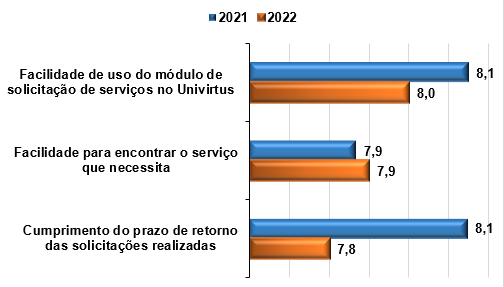 2021 2022
Facilidade de uso do módulo de
solicitação de serviços no Univirtus
8,1
8,0
Facilidade para encontrar o serviço
que necessita
7,9
7,9
Cumprimento do prazo de retorno
das solicitações realizadas
8,1
7,8